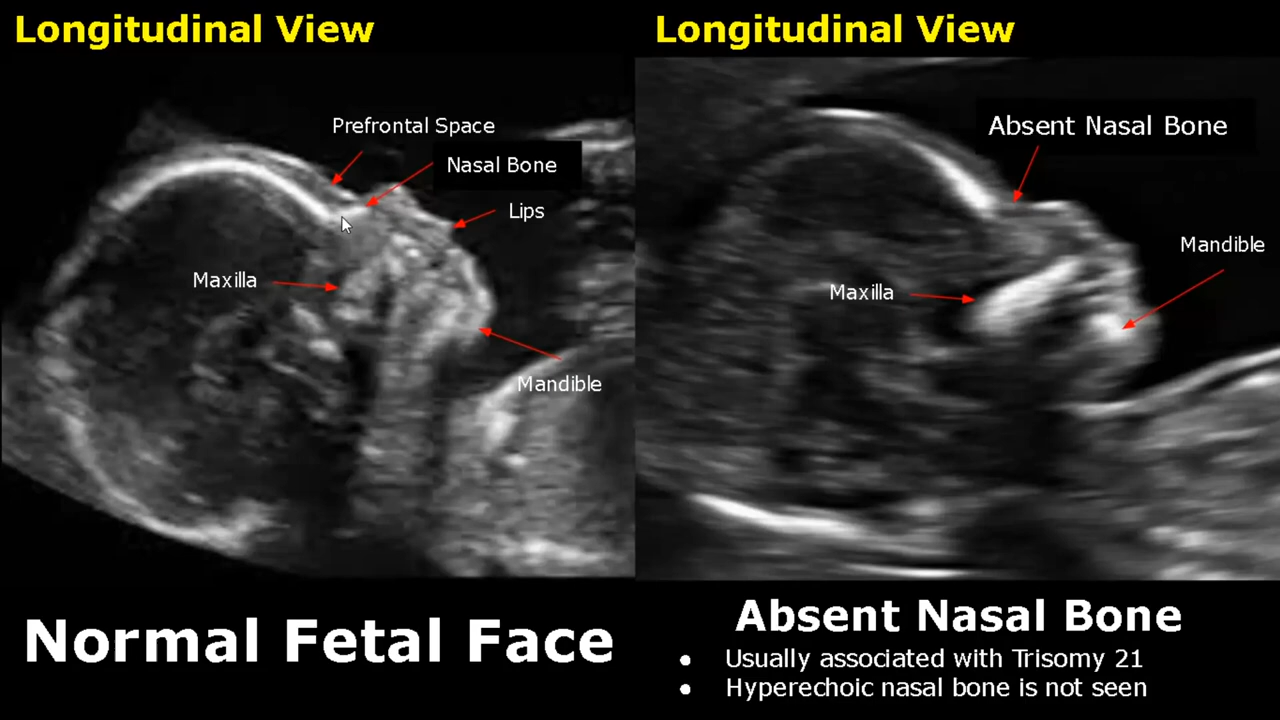 Longitudinal View
Prefrontal Space
Nasal Bone
Lips
Maxilla
Mandible
Normal Fetal Face
Longitudinal View
Absent Nasal Bone
Mandible
Maxilla
Absent Nasal Bone
• Usually associated with Trisomy 21
• Hyperechoic nasal bone is not seen